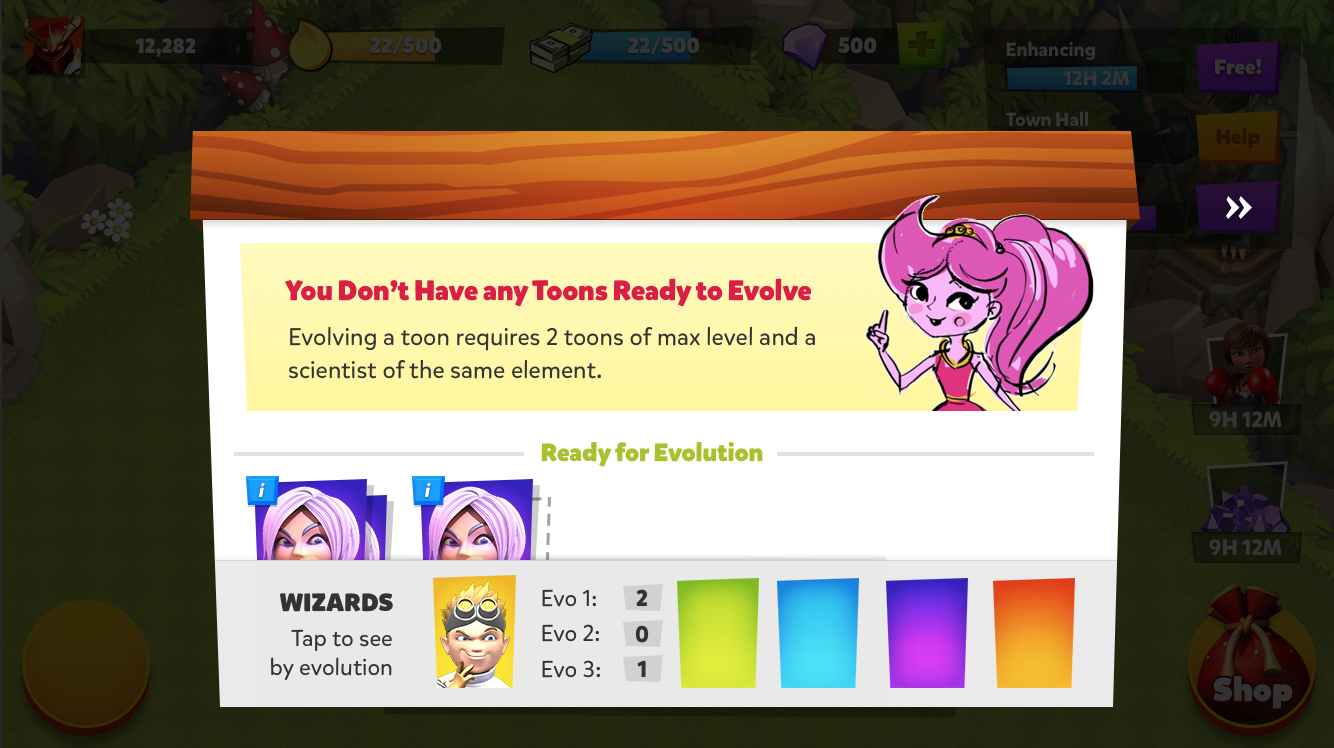 12,282
22/500
22/500
500
Enhancing
12H 2M
Free!
Town Hall
Help
You Don't Have any Toons Ready to Evolve
Evolving a toon requires 2 toons of max level and a
scientist of the same element.
Ready for Evolution
i
i
9H 12M
9H 12M
WIZARDS
Tap to see
by evolution
Evo 1: 2
Evo 2: 0
Evo 3: 1
Shop